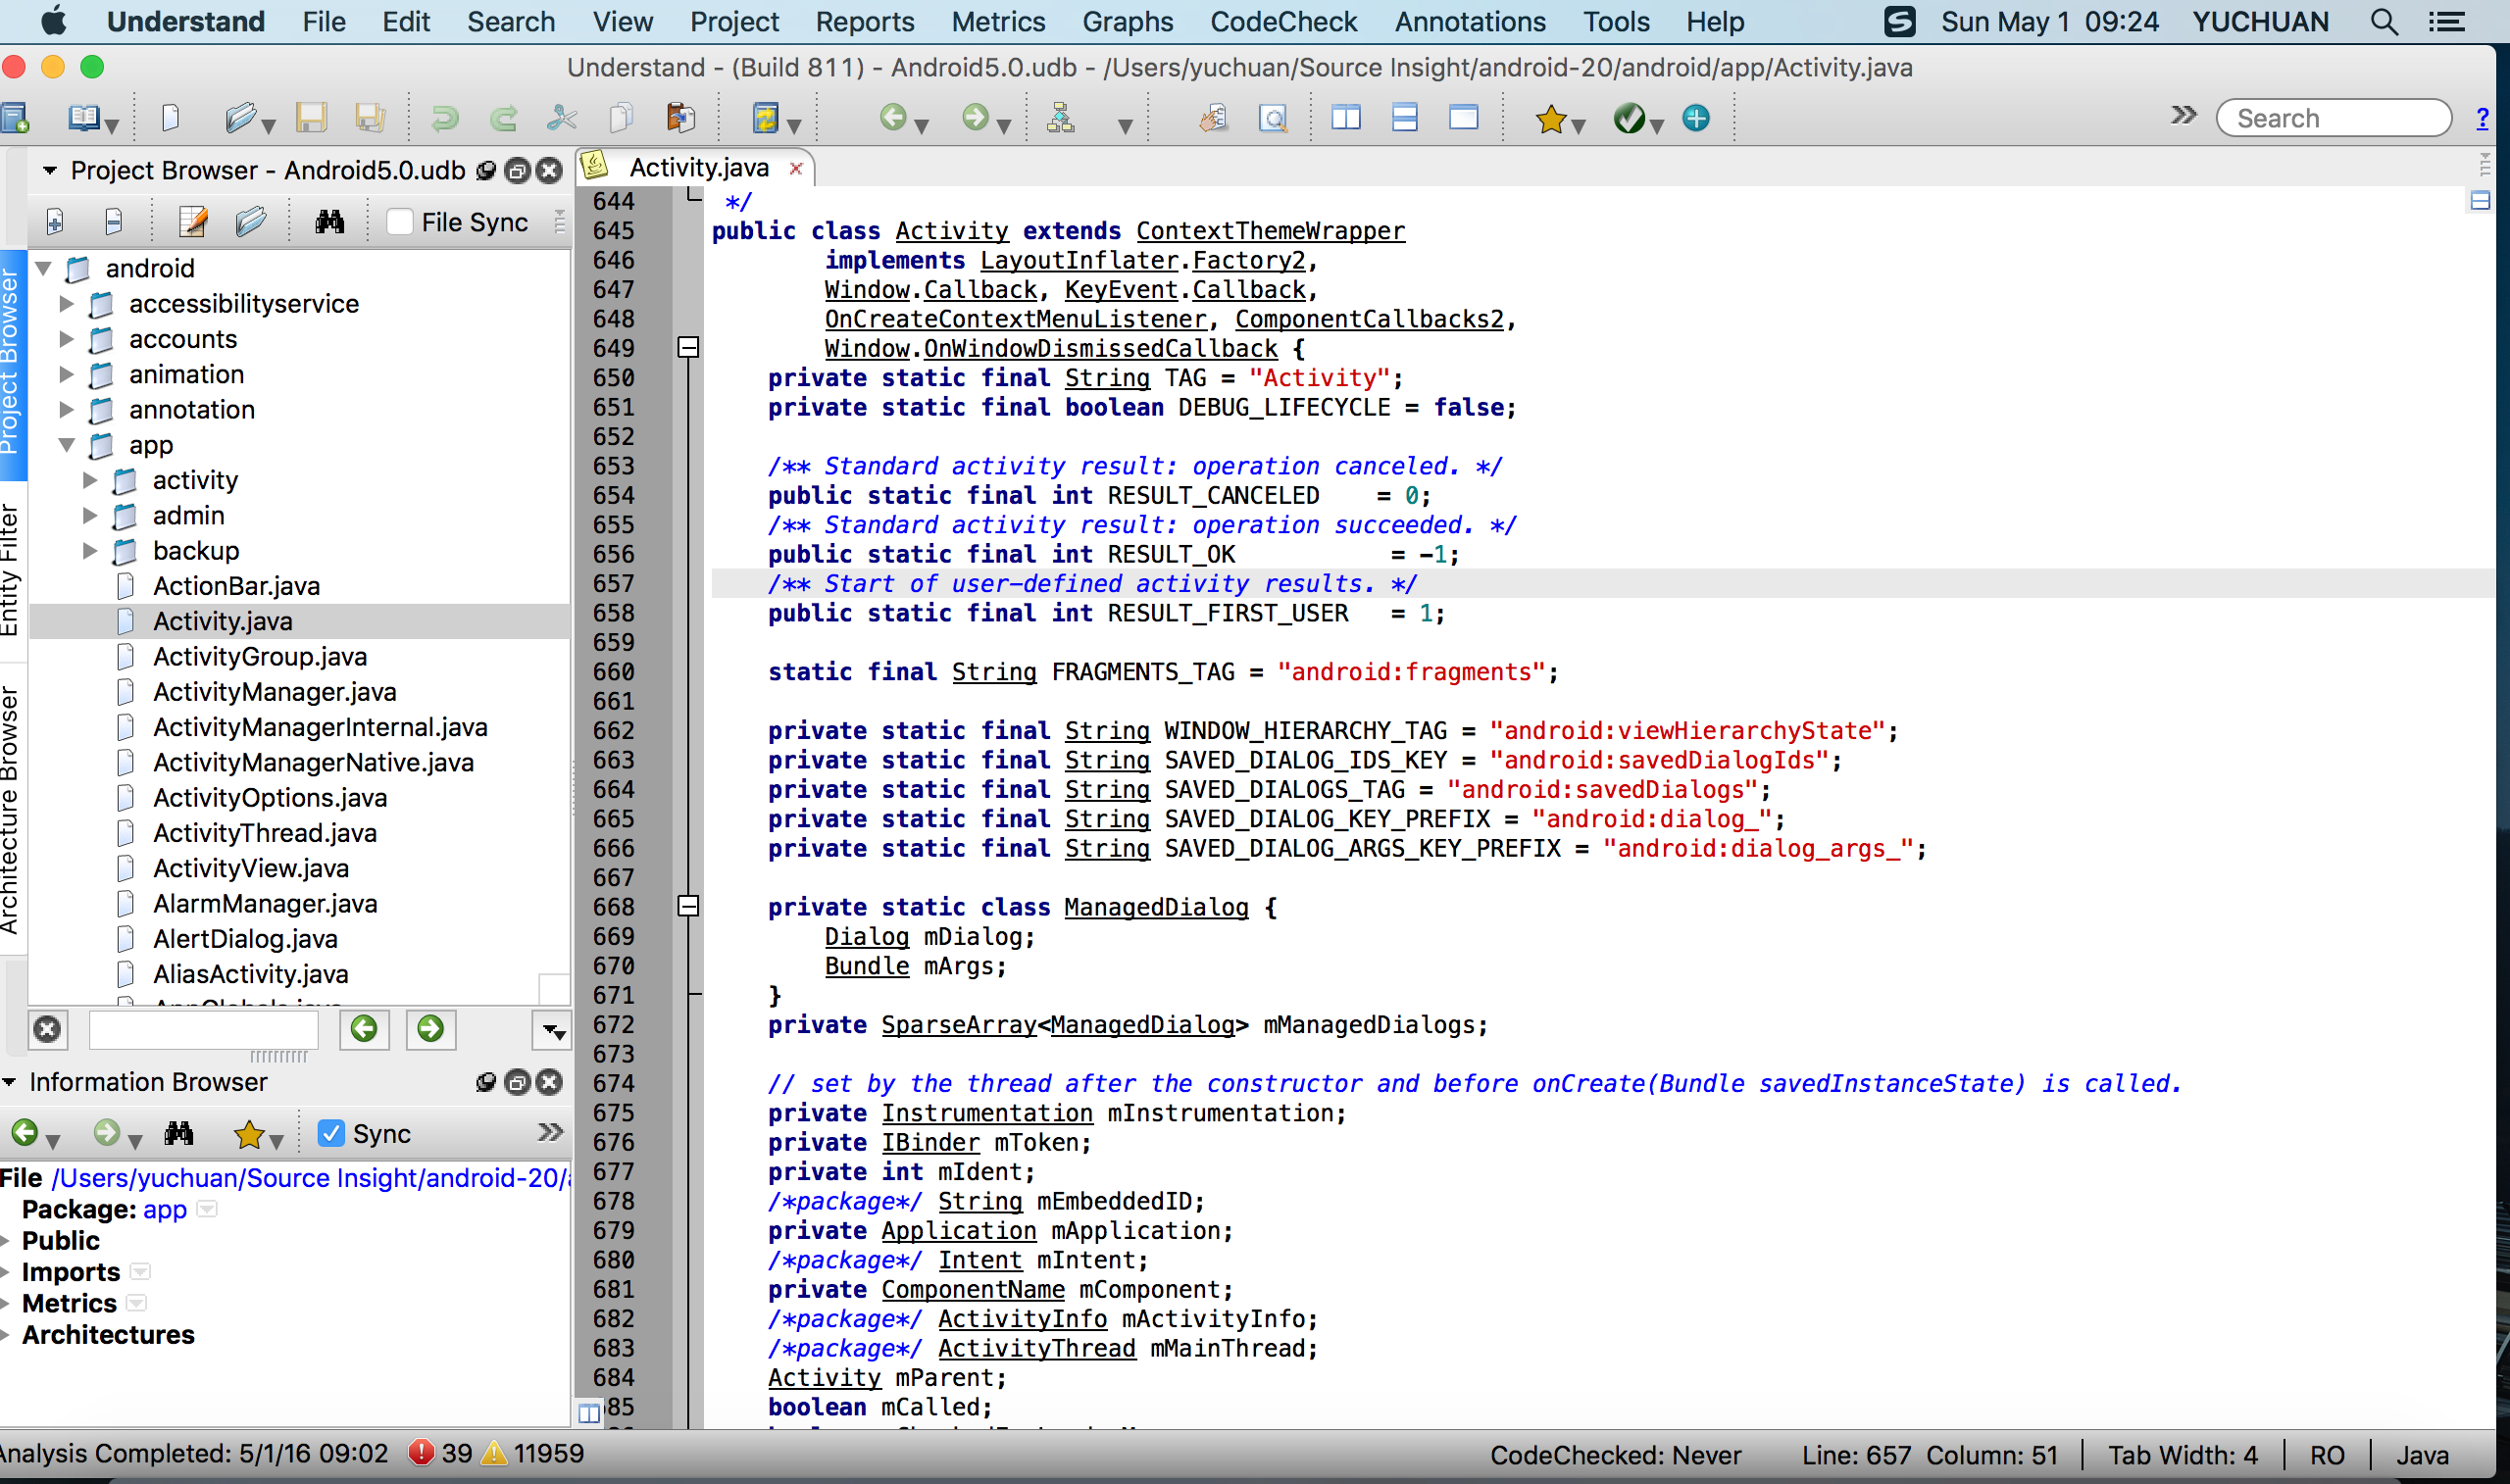 Understand File Edit Search View Project Reports Metrics Graphs CodeCheck Annotations Tools Help Sun May 1 09:24 YUCHUAN
Understand - (Build 811) - Android5.0.udb - /Users/yuchuan/Source Insight/android-20/android/app/Activity.java
Search ?
Project Browser - Android5.0.udb
File Sync
Project Browser
Entity Filter
Architecture Browser
android
accessibilityservice
accounts
animation
annotation
app
activity
admin
backup
ActionBar.java
Activity.java
ActivityGroup.java
ActivityManager.java
ActivityManagerInternal.java
ActivityManagerNative.java
ActivityOptions.java
ActivityThread.java
ActivityView.java
AlarmManager.java
AlertDialog.java
AliasActivity.java
Information Browser
Sync
File /Users/yuchuan/Source Insight/android-20/
Package: app
Public
Imports
Metrics
Architectures
Activity.java
644 */
645 public class Activity extends ContextThemeWrapper
646 implements LayoutInflater.Factory2,
647 Window.Callback, KeyEvent.Callback,
648 OnCreateContextMenuListener, ComponentCallbacks2,
649 Window.OnWindowDismissedCallback {
650 private static final String TAG = "Activity";
651 private static final boolean DEBUG_LIFECYCLE = false;
652
653 /** Standard activity result: operation canceled. */
654 public static final int RESULT_CANCELED = 0;
655 /** Standard activity result: operation succeeded. */
656 public static final int RESULT_OK = -1;
657 /** Start of user-defined activity results. */
658 public static final int RESULT_FIRST_USER = 1;
659
660 static final String FRAGMENTS_TAG = "android:fragments";
661
662 private static final String WINDOW_HIERARCHY_TAG = "android:viewHierarchyState";
663 private static final String SAVED_DIALOG_IDS_KEY = "android:savedDialogIds";
664 private static final String SAVED_DIALOGS_TAG = "android:savedDialogs";
665 private static final String SAVED_DIALOG_KEY_PREFIX = "android:dialog_";
666 private static final String SAVED_DIALOG_ARGS_KEY_PREFIX = "android:dialog_args_";
667
668 private static class ManagedDialog {
669 Dialog mDialog;
670 Bundle mArgs;
671 }
672 private SparseArray<ManagedDialog> mManagedDialogs;
673
674 // set by the thread after the constructor and before onCreate(Bundle savedInstanceState) is called.
675 private Instrumentation mInstrumentation;
676 private IBinder mToken;
677 private int mIdent;
678 /*package*/ String mEmbeddedID;
679 private Application mApplication;
680 /*package*/ Intent mIntent;
681 private ComponentName mComponent;
682 /*package*/ ActivityInfo mActivityInfo;
683 /*package*/ ActivityThread mMainThread;
684 Activity mParent;
85 boolean mCalled;
Analysis Completed: 5/1/16 09:02 39 11959 CodeChecked: Never Line: 657 Column: 51 Tab Width: 4 RO Java